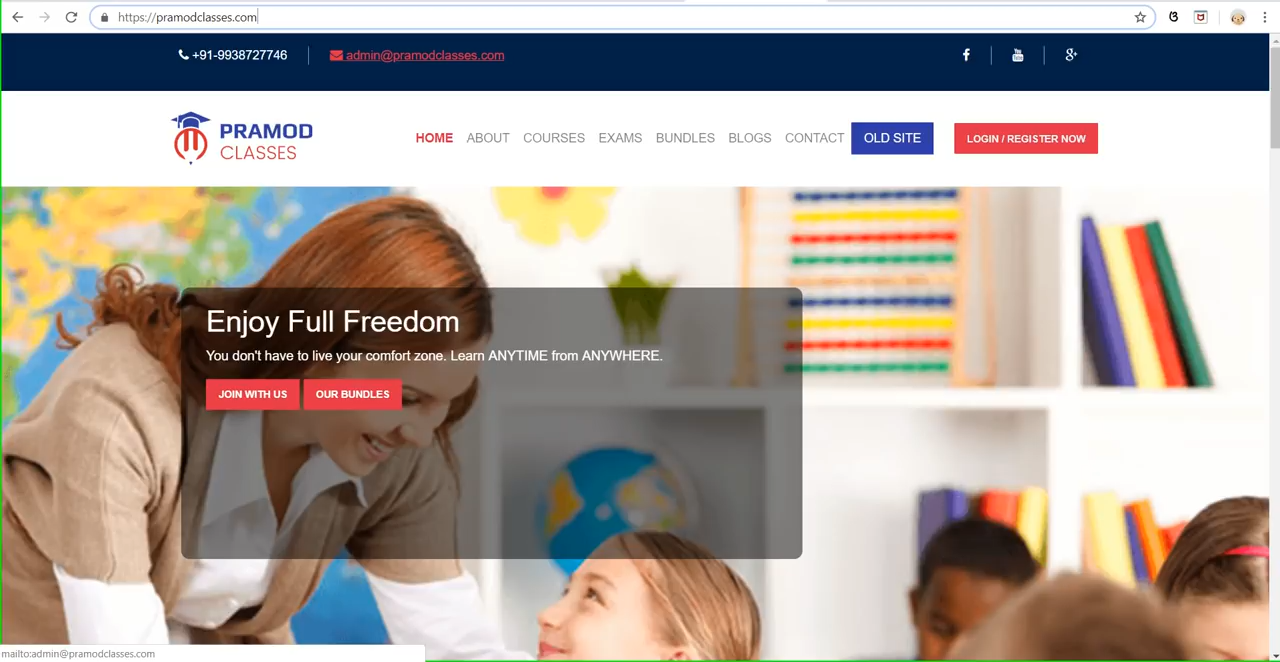 https://pramodclasses.com
+91-9938727746 admin@pramodclasses.com
PRAMOD
CLASSES
HOME ABOUT COURSES EXAMS BUNDLES BLOGS CONTACT OLD SITE LOGIN / REGISTER NOW
Enjoy Full Freedom
You don't have to live your comfort zone. Learn ANYTIME from ANYWHERE.
JOIN WITH US OUR BUNDLES
mailto:admin@pramodclasses.com